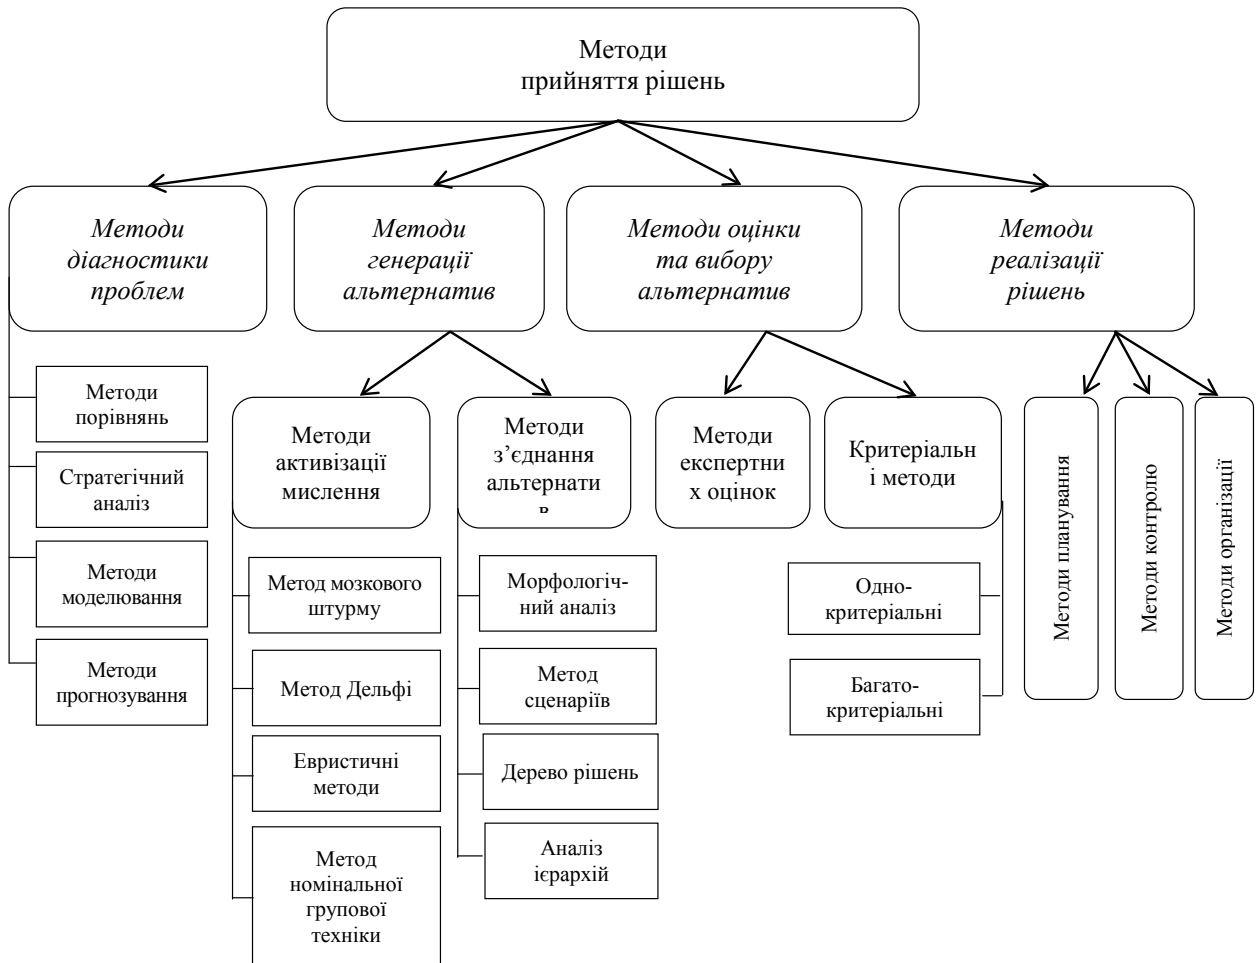 Методи
прийняття рішень
Методи
діагностики
проблем
Методи
генерації
альтернатив
Методи оцінки
та вибору
альтернатив
Методи
реалізації
рішень
Методи
порівнянь
Стратегічний
аналіз
Методи
моделювання
Методи
прогнозування
Методи
активізації
мислення
Метод мозкового
штурму
Метод Дельфі
Евристичні
методи
Метод
номінальної
групової
техніки
Методи
з’єднання
альтернати
в
Морфологіч-
ний аналіз
Метод
сценаріїв
Дерево рішень
Аналіз
ієрархій
Методи
експертни
х оцінок
Критеріальн
і методи
Одно-
критеріальні
Багато-
критеріальні
Методи планування
Методи контролю
Методи організації